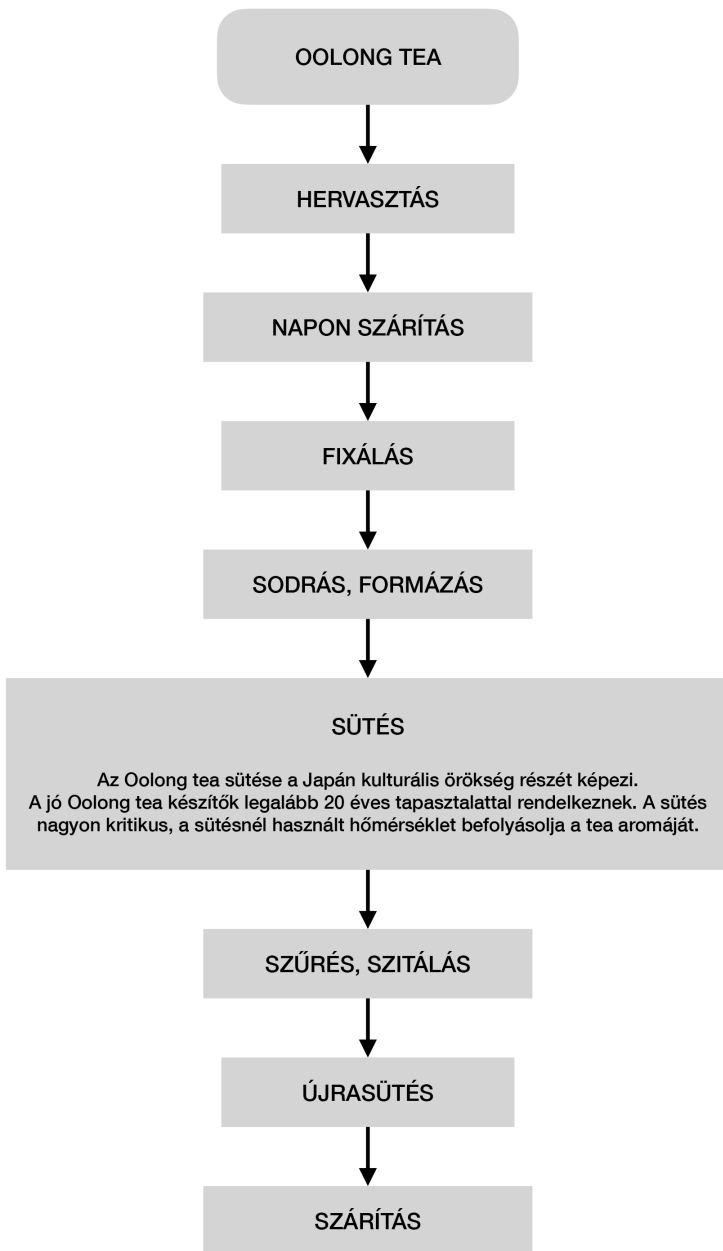 OOLONG TEA
HERVASZTÁS
NAPON SZÁRÍTÁS
FIXÁLÁS
SODRÁS, FORMÁZÁS
SÜTÉS
Az Oolong tea sütése a Japán kulturális örökség részét képezi.
A jó Oolong tea készítők legalább 20 éves tapasztalattal rendelkeznek. A sütés
nagyon kritikus, a sütésnél használt hőmérséklet befolyásolja a tea aromáját.
SZŰRÉS, SZITÁLÁS
ÚJRASÜTÉS
SZÁRÍTÁS